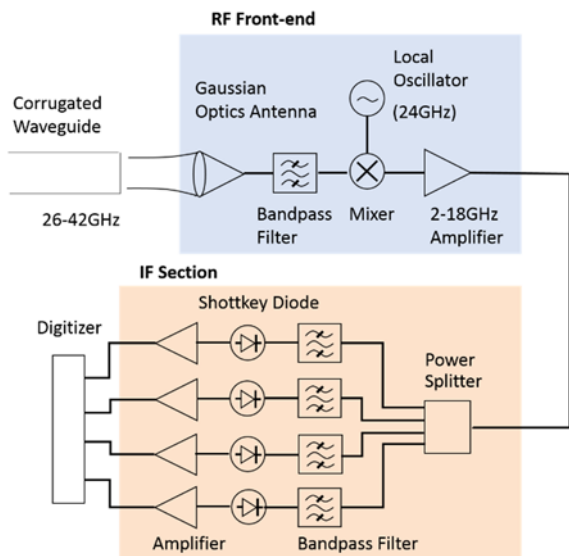 RF Front-end
Local
Oscillator
(24GHz)
Gaussian
Optics Antenna
Corrugated
Waveguide
26-42GHz
Bandpass
Filter
Mixer
2-18GHz
Amplifier
IF Section
Shottkey Diode
Digitizer
Power
Splitter
Amplifier
Bandpass Filter